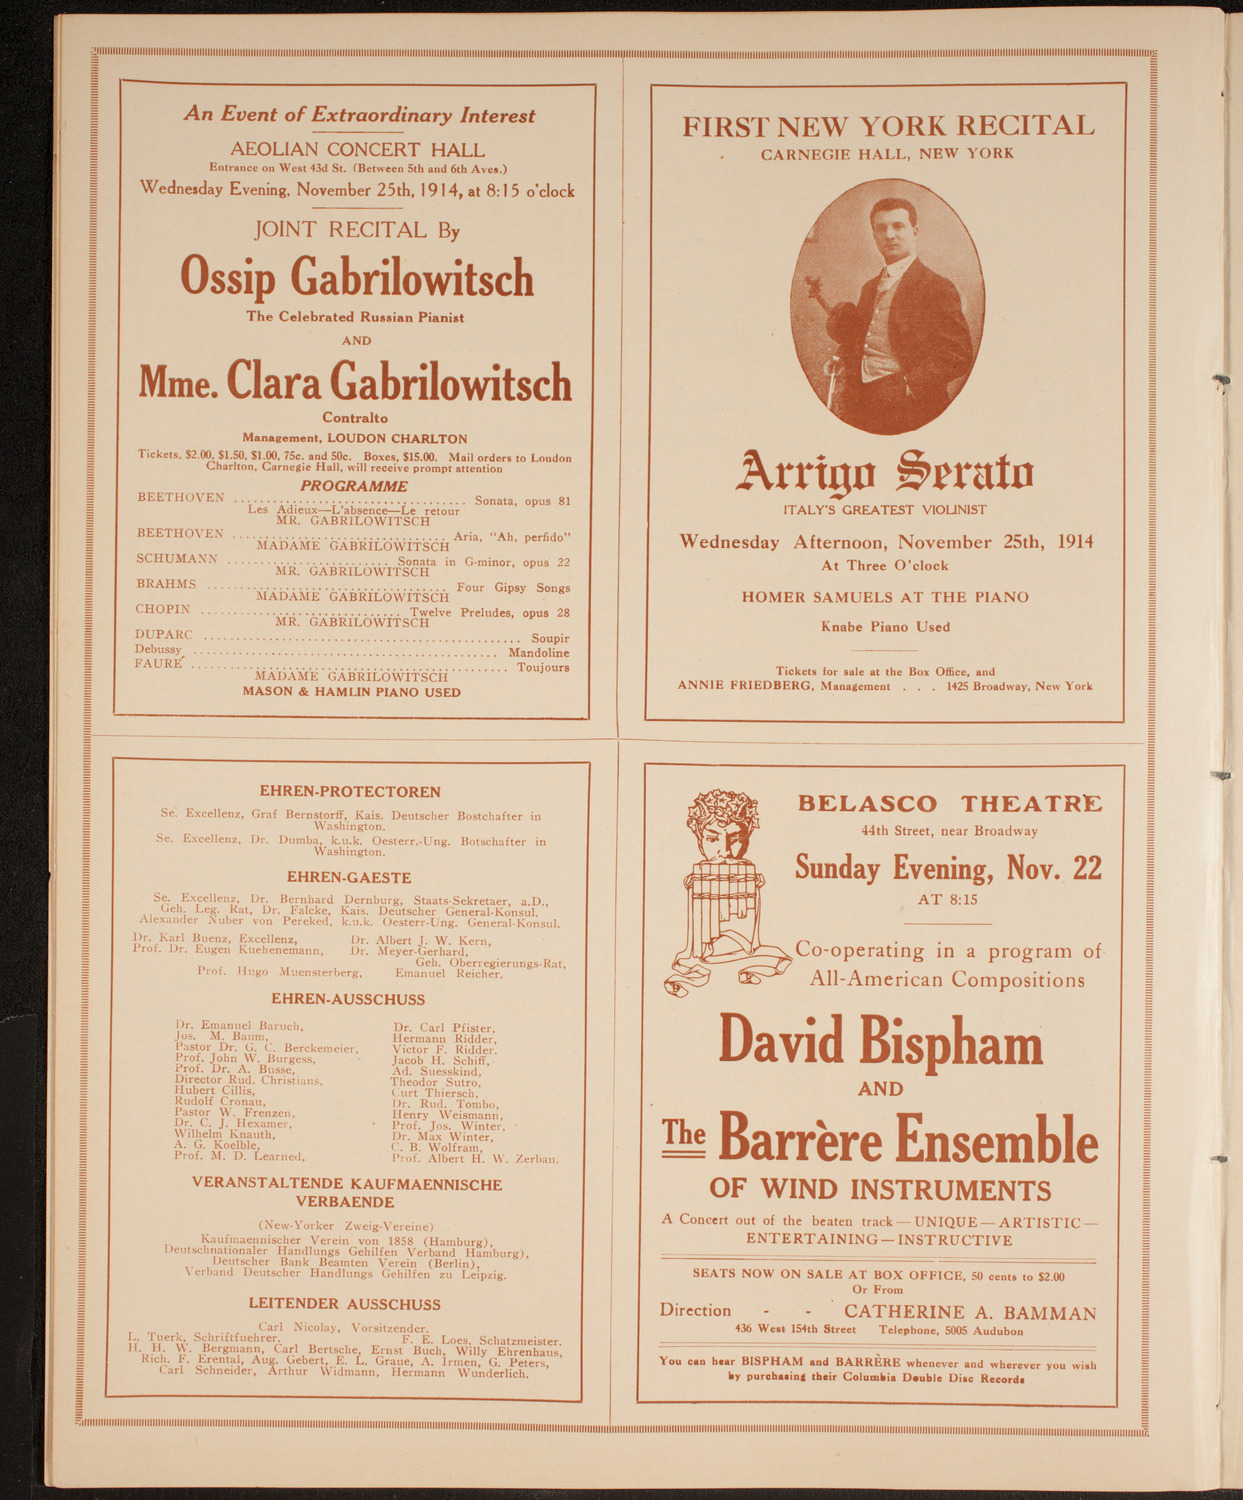 An Event of Extraordinary Interest
AEOLIAN CONCERT HALL
Entrance on West 43d St. (Between 5th and 6th Aves.)
Wednesday Evening, November 25th, 1914, at 8:15 o'clock
JOINT RECITAL By
Ossip Gabrilowitsch
The Celebrated Russian Pianist
AND
Mme. Clara Gabrilowitsch
Contralto
Management, LOUDON CHARLTON
Tickets, $2.00, $1.50, $1.00, 75c. and 50c. Boxes, $15.00. Mail orders to Loudon
Charlton, Carnegie Hall, will receive prompt attention
PROGRAMME
BEETHOVEN .................................... Sonata, opus 81
Les Adieux—L'absence—Le retour
MR. GABRILOWITSCH
BEETHOVEN ................................. Aria, "Ah, perfido"
MADAME GABRILOWITSCH
SCHUMANN ......................... Sonata in G-minor, opus 22
MR. GABRILOWITSCH
BRAHMS ..................................... Four Gipsy Songs
MADAME GABRILOWITSCH
CHOPIN ............................... Twelve Preludes, opus 28
MR. GABRILOWITSCH
DUPARC ................................................. Soupir
Debussy ............................................... Mandoline
FAURÉ ................................................. Toujours
MADAME GABRILOWITSCH
MASON & HAMLIN PIANO USED
FIRST NEW YORK RECITAL
CARNEGIE HALL, NEW YORK
Arrigo Serato
ITALY'S GREATEST VIOLINIST
Wednesday Afternoon, November 25th, 1914
At Three O'clock
HOMER SAMUELS AT THE PIANO
Knabe Piano Used
Tickets for sale at the Box Office, and
ANNIE FRIEDBERG, Management . . . 1425 Broadway, New York
EHREN-PROTECTOREN
Se. Excellenz, Graf Bernstorff, Kais. Deutscher Bostchafter in
Washington.
Se. Excellenz, Dr. Dumba, k.u.k. Oesterr.-Ung. Botschafter in
Washington.
EHREN-GAESTE
Se. Excellenz, Dr. Bernhard Dernburg, Staats-Sekretaer, a.D.,
Geh. Leg. Rat, Dr. Falcke, Kais. Deutscher General-Konsul.
Alexander Nuber von Pereked, k.u.k. Oesterr-Ung. General-Konsul.
Dr. Karl Buenz, Excellenz, Dr. Albert J. W. Kern,
Prof. Dr. Eugen Kuehenemann, Dr. Meyer-Gerhard,
Geh. Oberregierungs-Rat,
Prof. Hugo Muensterberg, Emanuel Reicher.
EHREN-AUSSCHUSS
Dr. Emanuel Baruch,
Jos. M. Baum,
Pastor Dr. G. C. Berckemeier,
Prof. John W. Burgess,
Prof. Dr. A. Busse,
Director Rud. Christians,
Hubert Cillis,
Rudolf Cronau,
Pastor W. Frenzen,
Dr. C. J. Hexamer,
Wilhelm Knauth,
A. G. Koelble,
Prof. M. D. Learned,
Dr. Carl Pfister,
Hermann Ridder,
Victor F. Ridder.
Jacob H. Schiff,
Ad. Suesskind,
Theodor Sutro,
Curt Thiersch,
Dr. Rud. Tombo,
Henry Weismann,
Prof. Jos. Winter,
Dr. Max Winter,
C. B. Wolfram,
Prof. Albert H. W. Zerban.
VERANSTALTENDE KAUFMAENNISCHE
VERBAENDE
(New-Yorker Zweig-Vereine)
Kaufmaennischer Verein von 1858 (Hamburg),
Deutschnationaler Handlungs Gehilfen Verband Hamburg),
Deutscher Bank Beamten Verein (Berlin),
Verband Deutscher Handlungs Gehilfen zu Leipzig.
LEITENDER AUSSCHUSS
Carl Nicolay, Vorsitzender.
L. Tuerk, Schriftfuehrer. F. E. Loes, Schatzmeister.
H. H. W. Bergmann, Carl Bertsche, Ernst Buch, Willy Ehrenhaus,
Rich. F. Erental, Aug. Gebert, E. L. Graue, A. Irmen, G. Peters,
Carl Schneider, Arthur Widmann, Hermann Wunderlich.
BELASCO THEATRE
44th Street, near Broadway
Sunday Evening, Nov. 22
AT 8:15
Co-operating in a program of
All-American Compositions
David Bispham
AND
The Barrère Ensemble
OF WIND INSTRUMENTS
A Concert out of the beaten track—UNIQUE—ARTISTIC—
ENTERTAINING—INSTRUCTIVE
SEATS NOW ON SALE AT BOX OFFICE, 50 cents to $2.00
Or From
Direction - - CATHERINE A. BAMMAN
436 West 154th Street Telephone, 5005 Audubon
You can hear BISPHAM and BARRÈRE whenever and wherever you wish
by purchasing their Columbia Double Disc Records